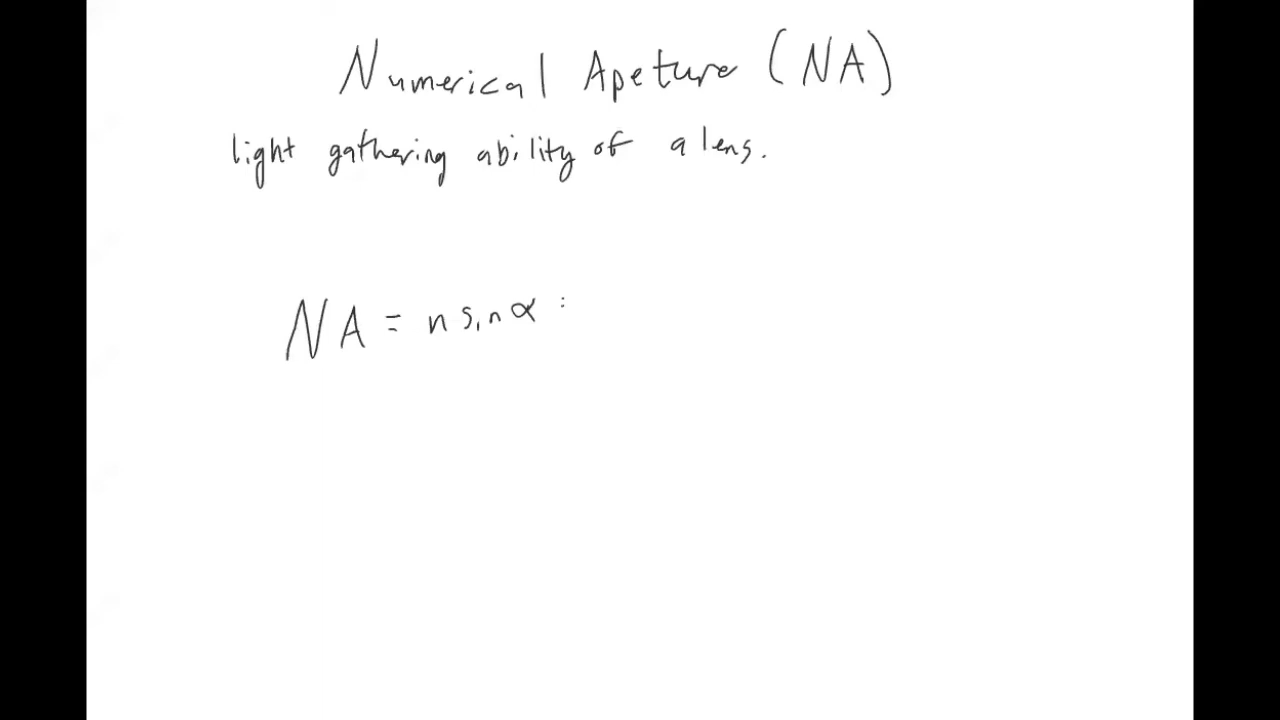 Numerical Apeture (NA)
light gathering ability of a lens.
NA = n sin α :